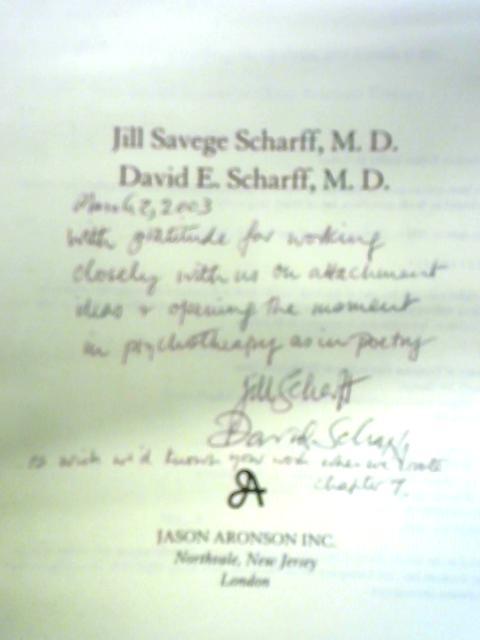 Jill Savege Scharff, M. D.
David E. Scharff, M. D.
March 2, 2003
With gratitude for working
closely with us on attachment
ideas & opening the moment
in psychotherapy as in poetry
Jill Scharff
David Scharff
wish we'd known your work when we wrote
chapter 7.
JASON ARONSON INC.
Northvale, New Jersey
London